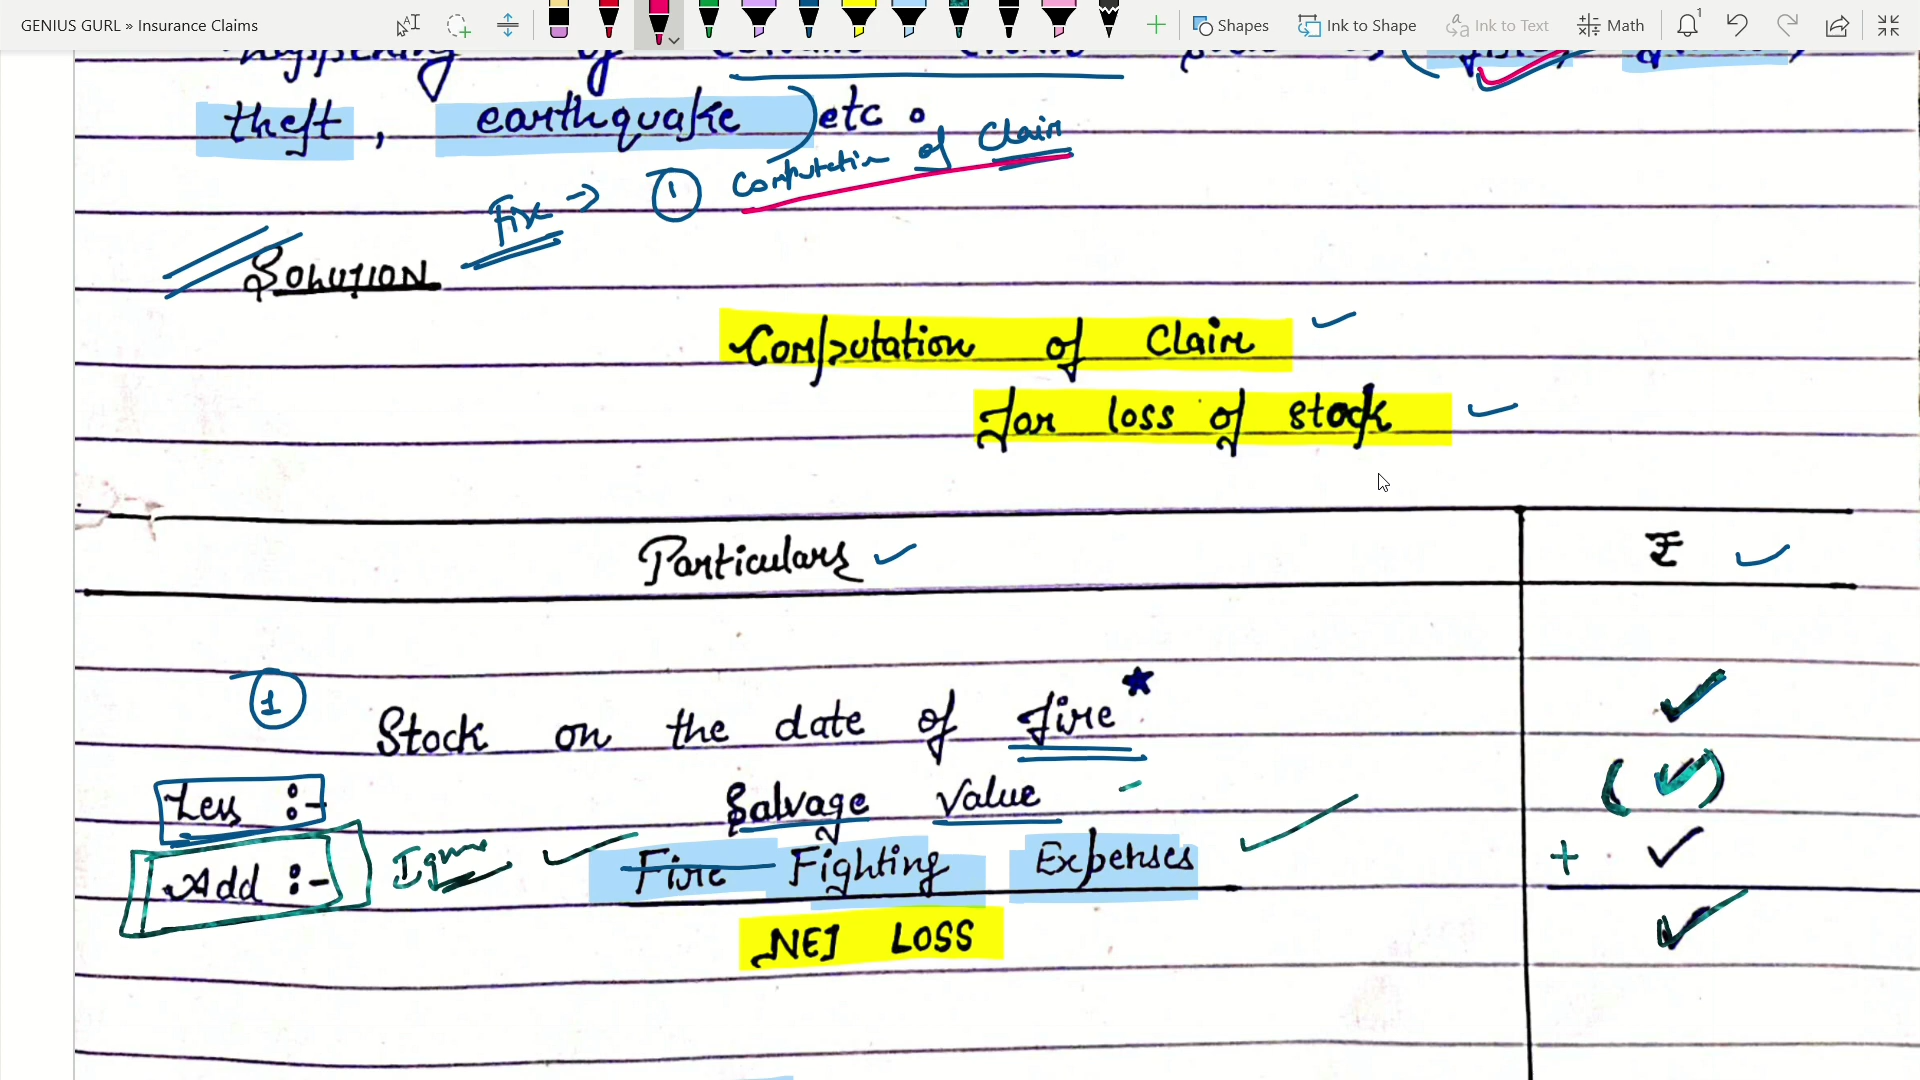 GENIUS GURL » Insurance Claims
Shapes Ink to Shape Ink to Text Math 1
of
theft, earthquake) etc.
Fix → ① Computation of Claim
SOLUTION
Computation of Claim
for loss of stock
Particulars ₹
① Stock on the date of fire★
Less :- Salvage Value - ( )
Add :- Fire Fighting Expenses +
NET LOSS